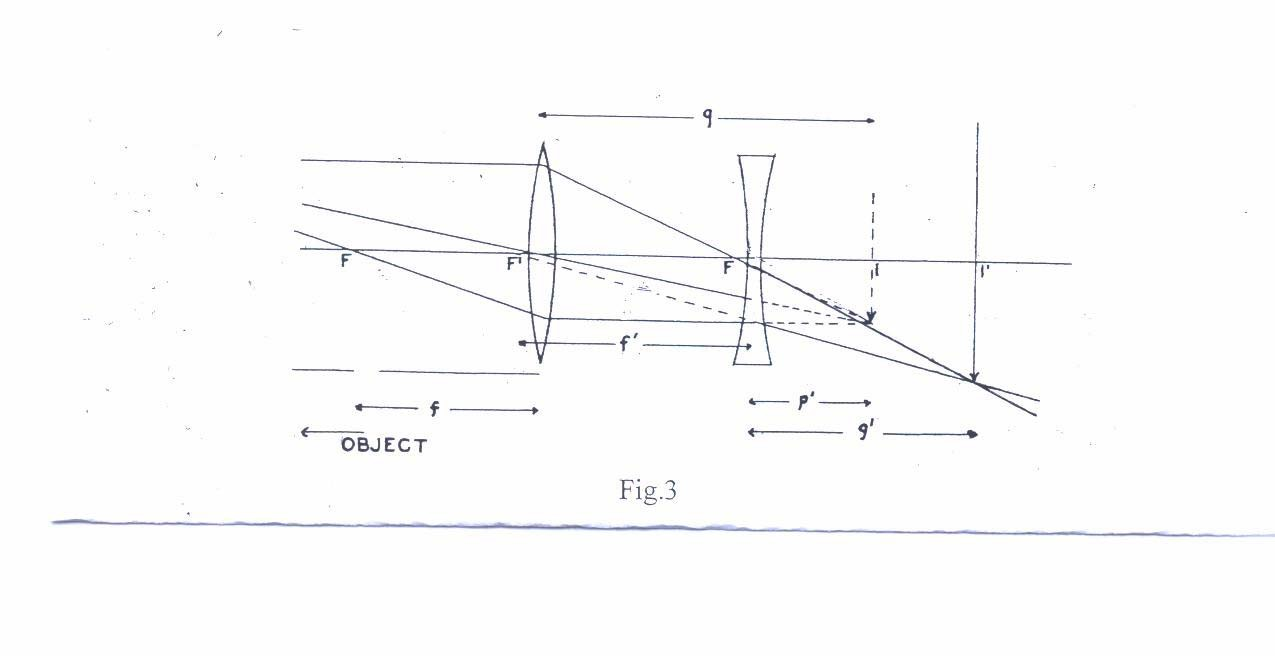 q
F F' F I I'
f'
f p'
q'
OBJECT
Fig.3